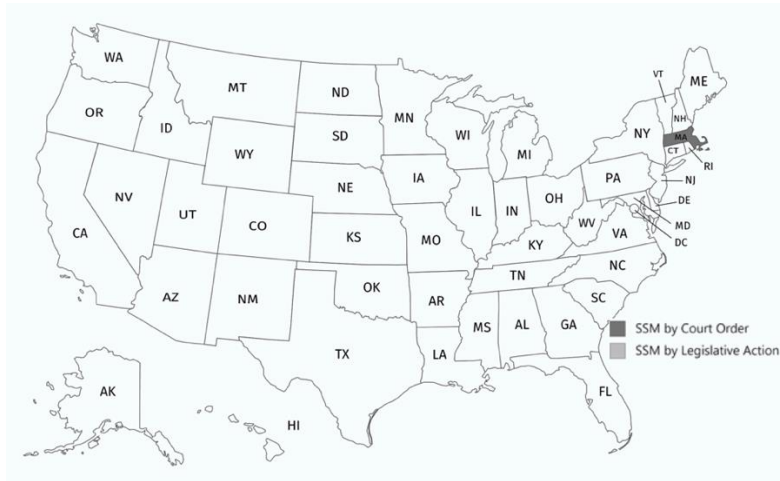 WA
MT
ND
MN
VT
ME
OR
ID
SD
WI
MI
NY
NH
MA
CT
RI
WY
NE
IA
PA
NJ
NV
UT
CO
IL
IN
OH
DE
MD
DC
CA
KS
MO
WV
VA
KY
NC
TN
AZ
NM
OK
AR
SC
MS
AL
GA
TX
LA
SSM by Court Order
SSM by Legislative Action
AK
HI
FL